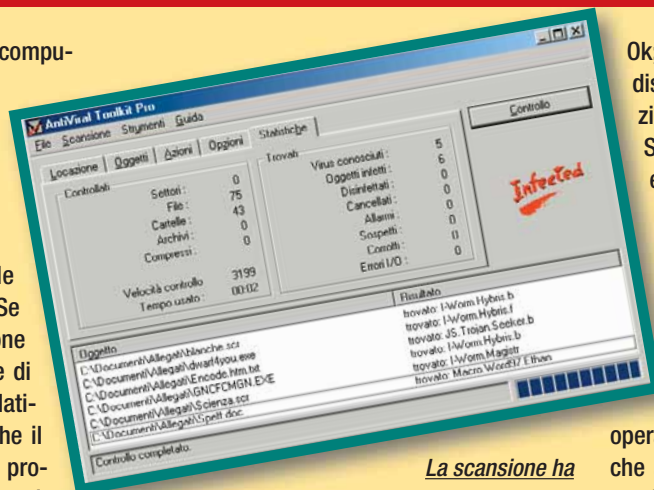 compu-
le
Se
one
e di
lati-
he il
pro-
AntiViral Toolkit Pro
File Scansione Strumenti Guida
Locazione Oggetti Azioni Opzioni Statistiche
Controllo
Controllati
Settori : 0
File : 75
Cartelle : 43
Archivi : 0
Compressi : 0
Velocità controllo 3199
Tempo usato : 00:02
Trovati
Virus conosciuti : 5
Oggetti infetti : 6
Disinfettati : 0
Cancellati : 0
Allarmi : 0
Sospetti : 0
Corrotti : 0
Errori I/O : 0
Infected
Oggetto Risultato
C:\Documenti\Allegati\blanche.scr trovato: I-Worm.Hybris.b
C:\Documenti\Allegati\dwarf4you.exe trovato: I-Worm.Hybris.f
C:\Documenti\Allegati\Encode.htm.txt trovato: JS.Trojan.Seeker.b
C:\Documenti\Allegati\GNCFCMGN.EXE trovato: I-Worm.Hybris.b
C:\Documenti\Allegati\Scienza.scr trovato: I-Worm.Magistr
C:\Documenti\Allegati\Spett.doc trovato: Macro.Word97.Ethan
Controllo completato.
La scansione ha
Ok
dis
zi
S
e
oper
che